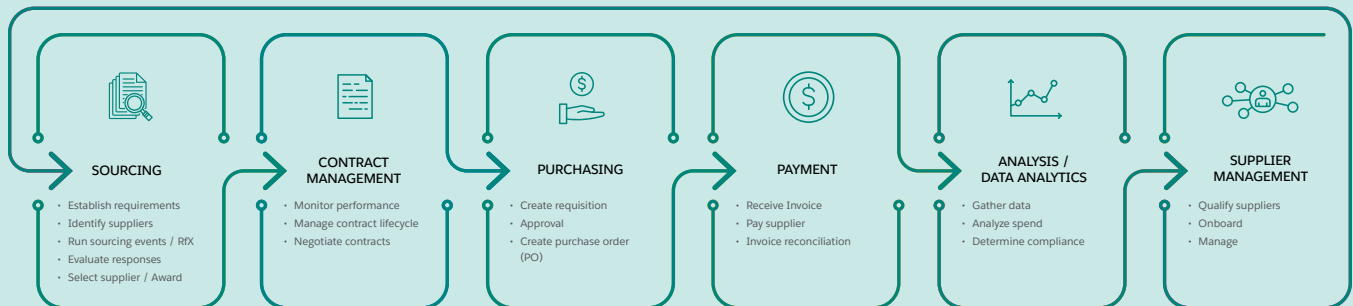 SOURCING
• Establish requirements
• Identify suppliers
• Run sourcing events / RfX
• Evaluate responses
• Select supplier / Award
CONTRACT
MANAGEMENT
• Monitor performance
• Manage contract lifecycle
• Negotiate contracts
$
PURCHASING
• Create requisition
• Approval
• Create purchase order
(PO)
$
PAYMENT
• Receive Invoice
• Pay supplier
• Invoice reconciliation
ANALYSIS /
DATA ANALYTICS
• Gather data
• Analyze spend
• Determine compliance
SUPPLIER
MANAGEMENT
• Qualify suppliers
• Onboard
• Manage